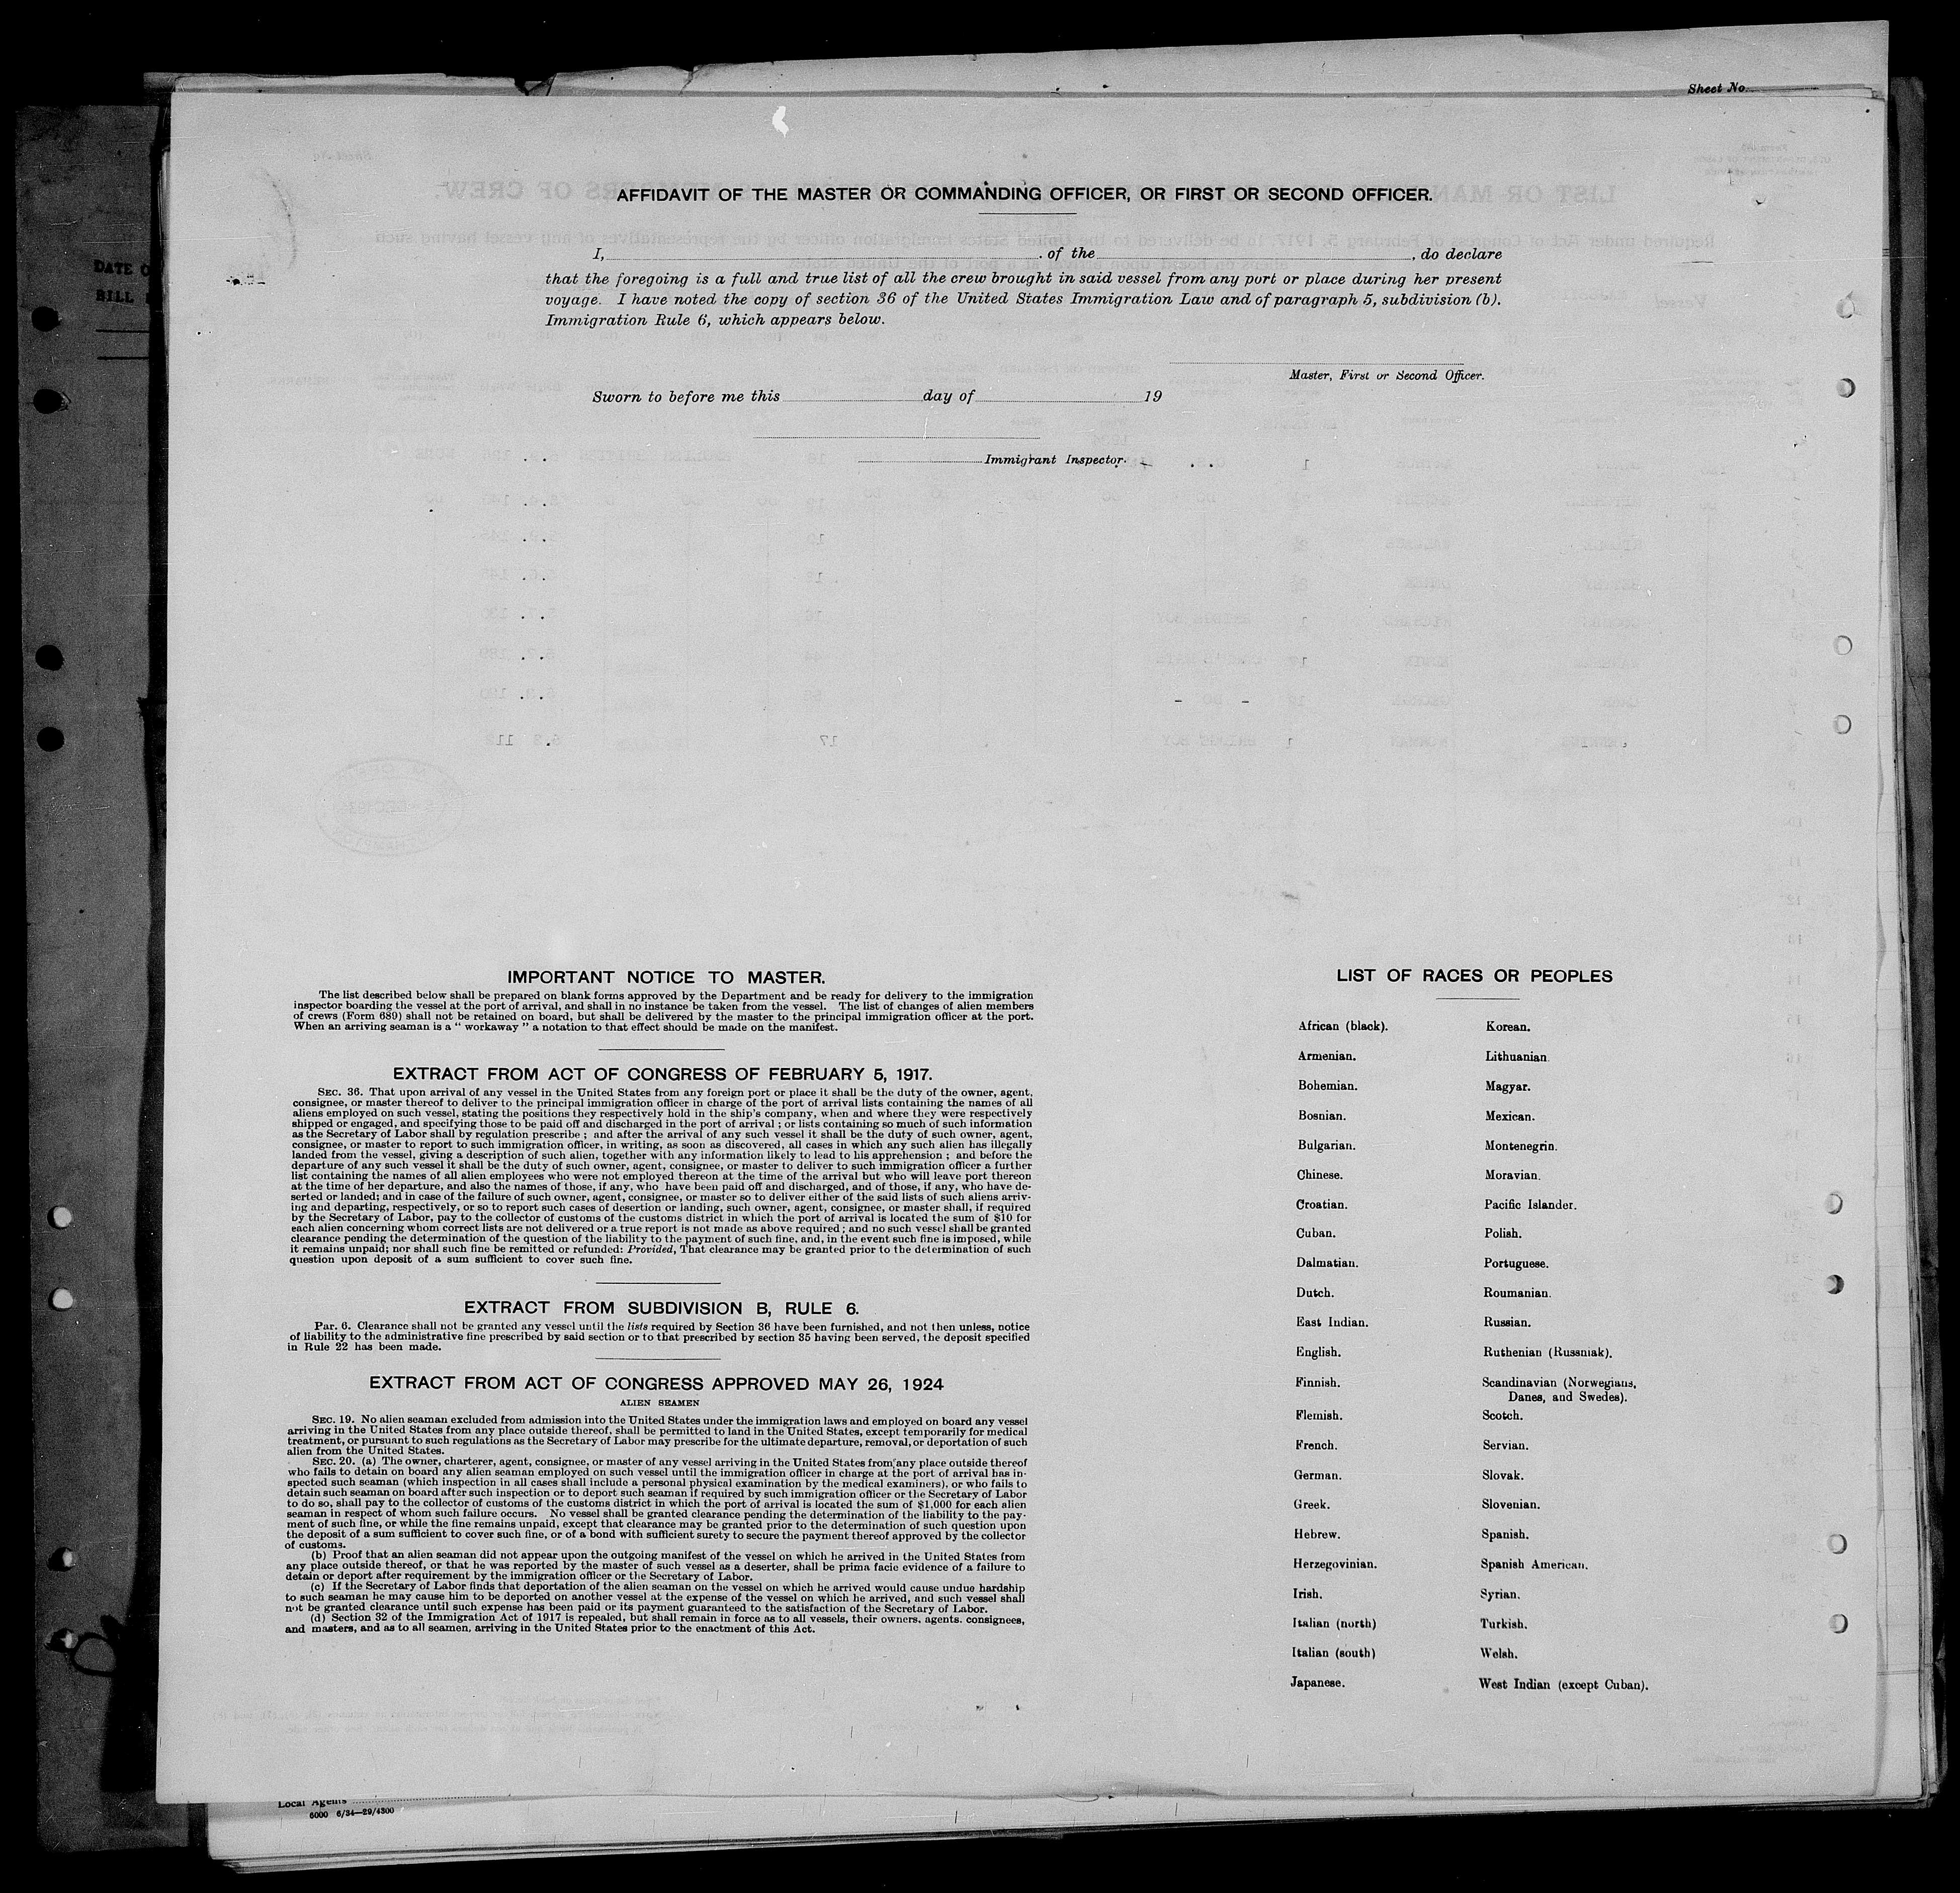 Sheet No.
DATE O
BILL
AFFIDAVIT OF THE MASTER OR COMMANDING OFFICER, OR FIRST OR SECOND OFFICER.
I, of the , do declare
that the foregoing is a full and true list of all the crew brought in said vessel from any port or place during her present
voyage. I have noted the copy of section 36 of the United States Immigration Law and of paragraph 5, subdivision (b).
Immigration Rule 6, which appears below.
Master, First or Second Officer.
Sworn to before me this day of 19
Immigrant Inspector.
IMPORTANT NOTICE TO MASTER.
The list described below shall be prepared on blank forms approved by the Department and be ready for delivery to the immigration
inspector boarding the vessel at the port of arrival, and shall in no instance be taken from the vessel. The list of changes of alien members
of crews (Form 689) shall not be retained on board, but shall be delivered by the master to the principal immigration officer at the port.
When an arriving seaman is a " workaway " a notation to that effect should be made on the manifest.
EXTRACT FROM ACT OF CONGRESS OF FEBRUARY 5, 1917.
SEC. 36. That upon arrival of any vessel in the United States from any foreign port or place it shall be the duty of the owner, agent,
consignee, or master thereof to deliver to the principal immigration officer in charge of the port of arrival lists containing the names of all
aliens employed on such vessel, stating the positions they respectively hold in the ship's company, when and where they were respectively
shipped or engaged, and specifying those to be paid off and discharged in the port of arrival ; or lists containing so much of such information
as the Secretary of Labor shall by regulation prescribe ; and after the arrival of any such vessel it shall be the duty of such owner, agent,
consignee, or master to report to such immigration officer, in writing, as soon as discovered, all cases in which any such alien has illegally
landed from the vessel, giving a description of such alien, together with any information likely to lead to his apprehension ; and before the
departure of any such vessel it shall be the duty of such owner, agent, consignee, or master to deliver to such immigration officer a further
list containing the names of all alien employees who were not employed thereon at the time of the arrival but who will leave port thereon
at the time of her departure, and also the names of those, if any, who have been paid off and discharged, and of those, if any, who have de-
serted or landed; and in case of the failure of such owner, agent, consignee, or master so to deliver either of the said lists of such aliens arriv-
ing and departing, respectively, or so to report such cases of desertion or landing, such owner, agent, consignee, or master shall, if required
by the Secretary of Labor, pay to the collector of customs of the customs district in which the port of arrival is located the sum of $10 for
each alien concerning whom correct lists are not delivered or a true report is not made as above required ; and no such vessel shall be granted
clearance pending the determination of the question of the liability to the payment of such fine, and, in the event such fine is imposed, while
it remains unpaid; nor shall such fine be remitted or refunded: Provided, That clearance may be granted prior to the determination of such
question upon deposit of a sum sufficient to cover such fine.
EXTRACT FROM SUBDIVISION B, RULE 6.
Par. 6. Clearance shall not be granted any vessel until the lists required by Section 36 have been furnished, and not then unless, notice
of liability to the administrative fine prescribed by said section or to that prescribed by section 35 having been served, the deposit specified
in Rule 22 has been made.
EXTRACT FROM ACT OF CONGRESS APPROVED MAY 26, 1924
ALIEN SEAMEN
SEC. 19. No alien seaman excluded from admission into the United States under the immigration laws and employed on board any vessel
arriving in the United States from any place outside thereof, shall be permitted to land in the United States, except temporarily for medical
treatment, or pursuant to such regulations as the Secretary of Labor may prescribe for the ultimate departure, removal, or deportation of such
alien from the United States.
SEC. 20. (a) The owner, charterer, agent, consignee, or master of any vessel arriving in the United States from any place outside thereof
who fails to detain on board any alien seaman employed on such vessel until the immigration officer in charge at the port of arrival has in-
spected such seaman (which inspection in all cases shall include a personal physical examination by the medical examiners), or who fails to
detain such seaman on board after such inspection or to deport such seaman if required by such immigration officer or the Secretary of Labor
to do so, shall pay to the collector of customs of the customs district in which the port of arrival is located the sum of $1,000 for each alien
seaman in respect of whom such failure occurs. No vessel shall be granted clearance pending the determination of the liability to the pay-
ment of such fine, or while the fine remains unpaid, except that clearance may be granted prior to the determination of such question upon
the deposit of a sum sufficient to cover such fine, or of a bond with sufficient surety to secure the payment thereof approved by the collector
of customs.
(b) Proof that an alien seaman did not appear upon the outgoing manifest of the vessel on which he arrived in the United States from
any place outside thereof, or that he was reported by the master of such vessel as a deserter, shall be prima facie evidence of a failure to
detain or deport after requirement by the immigration officer or the Secretary of Labor.
(c) If the Secretary of Labor finds that deportation of the alien seaman on the vessel on which he arrived would cause undue hardship
to such seaman he may cause him to be deported on another vessel at the expense of the vessel on which he arrived, and such vessel shall
not be granted clearance until such expense has been paid or its payment guaranteed to the satisfaction of the Secretary of Labor.
(d) Section 32 of the Immigration Act of 1917 is repealed, but shall remain in force as to all vessels, their owners, agents. consignees,
and masters, and as to all seamen, arriving in the United States prior to the enactment of this Act.
LIST OF RACES OR PEOPLES
African (black). Korean.
Armenian. Lithuanian
Bohemian. Magyar.
Bosnian. Mexican.
Bulgarian. Montenegrin.
Chinese. Moravian.
Croatian. Pacific Islander.
Cuban. Polish.
Dalmatian. Portuguese.
Dutch. Roumanian.
East Indian. Russian.
English. Ruthenian (Russniak).
Finnish. Scandinavian (Norwegians,
Danes, and Swedes).
Flemish. Scotch.
French. Servian.
German. Slovak.
Greek. Slovenian.
Hebrew. Spanish.
Herzegovinian. Spanish American.
Irish. Syrian.
Italian (north) Turkish.
Italian (south) Welsh.
Japanese. West Indian (except Cuban).
Local Agents
6000 6/34—29/4300